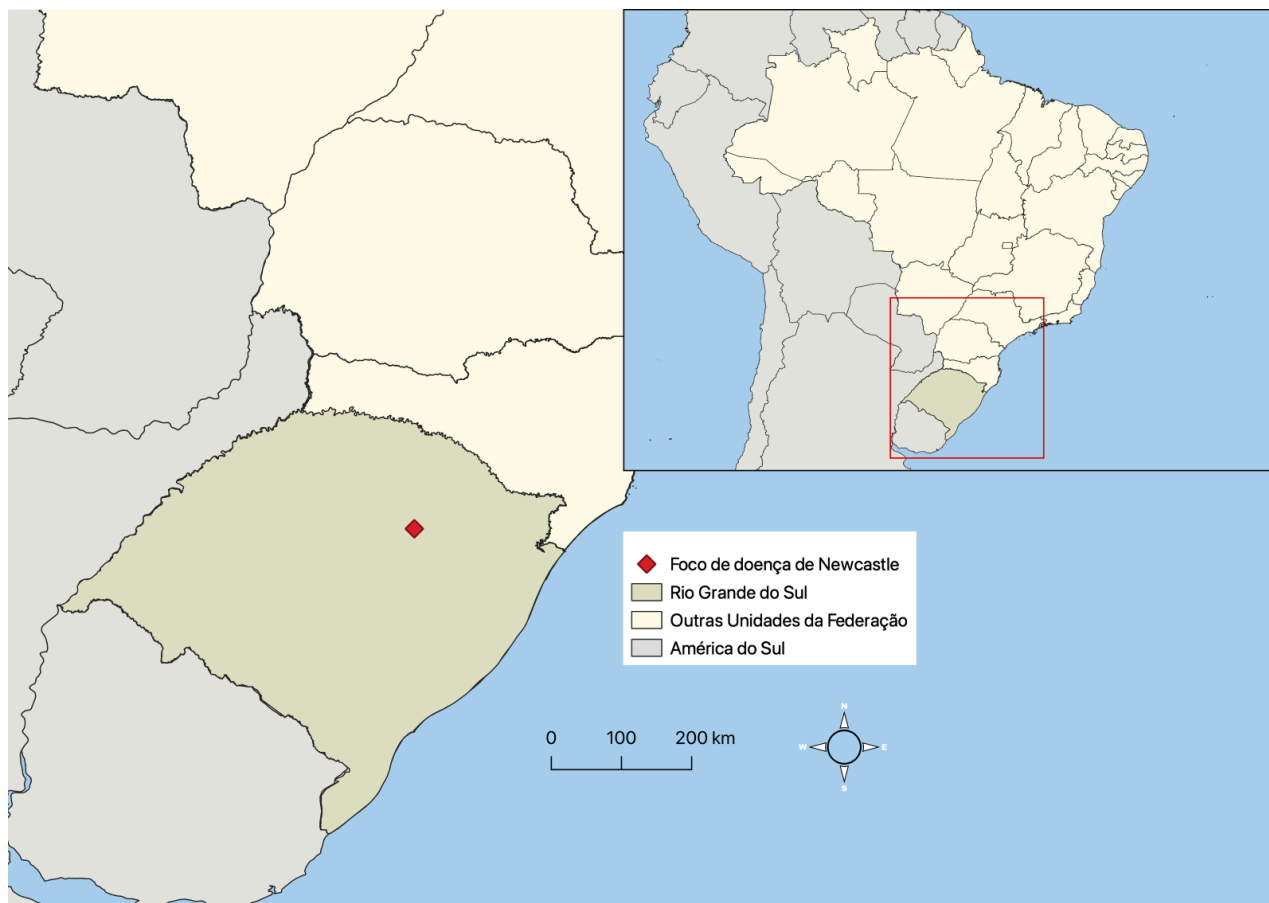 Foco de doença de Newcastle
Rio Grande do Sul
Outras Unidades da Federação
América do Sul
0 100 200 km
N
W E
S